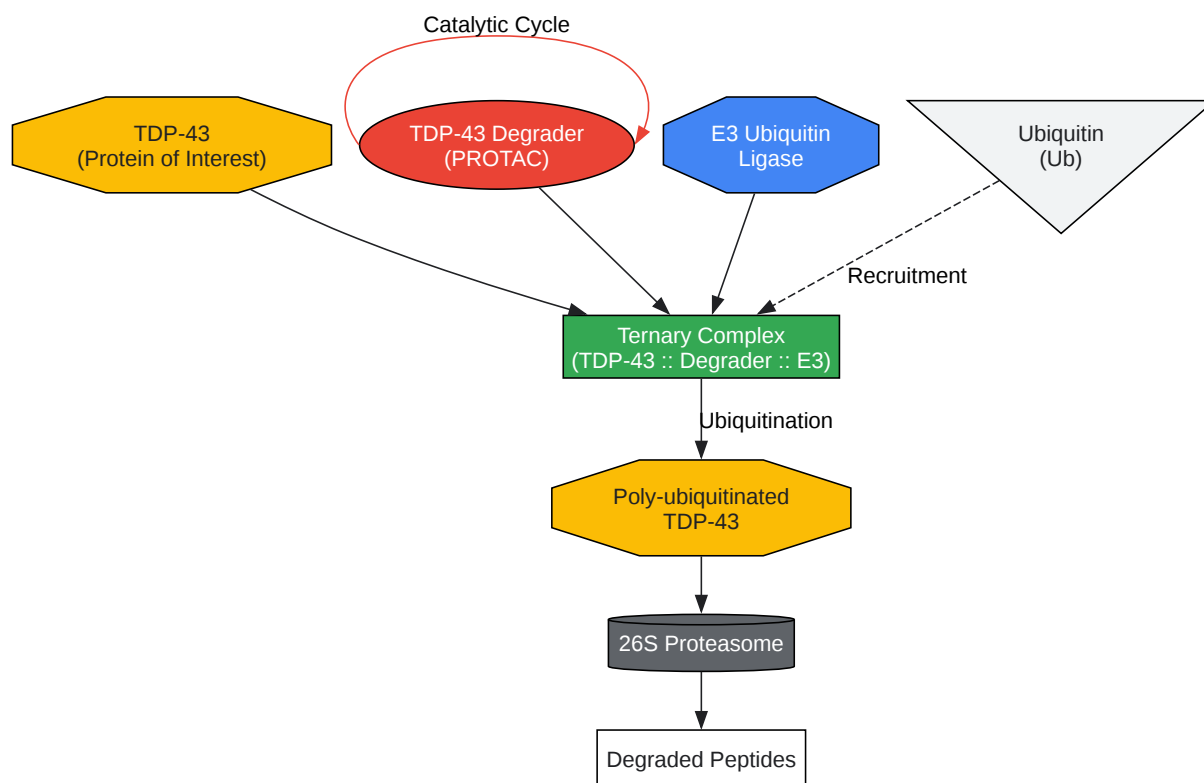 Catalytic Cycle
TDP-43
(Protein of Interest)
TDP-43 Degrader
(PROTAC)
E3 Ubiquitin
Ligase
Ubiquitin
(Ub)
Recruitment
Ternary Complex
(TDP-43 :: Degrader :: E3)
Ubiquitination
Poly-ubiquitinated
TDP-43
26S Proteasome
Degraded Peptides